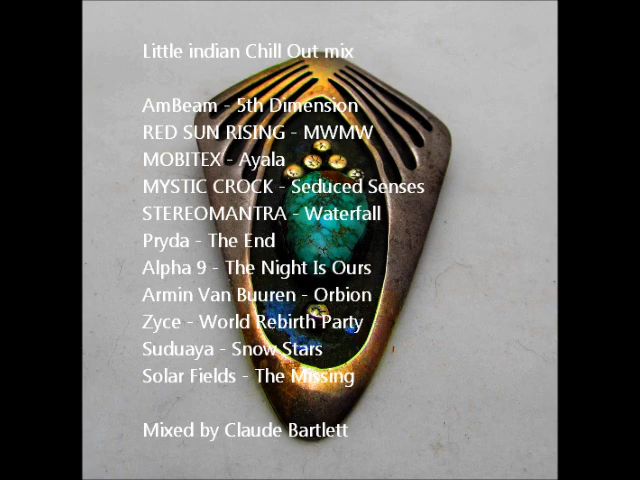 Little indian Chill Out mix
AmBeam - 5th Dimension
RED SUN RISING - MWMW
MOBITEX - Ayala
MYSTIC CROCK - Seduced Senses
STEREOMANTRA - Waterfall
Pryda - The End
Alpha 9 - The Night Is Ours
Armin Van Buuren - Orbion
Zyce - World Rebirth Party
Suduaya - Snow Stars
Solar Fields - The Missing
Mixed by Claude Bartlett